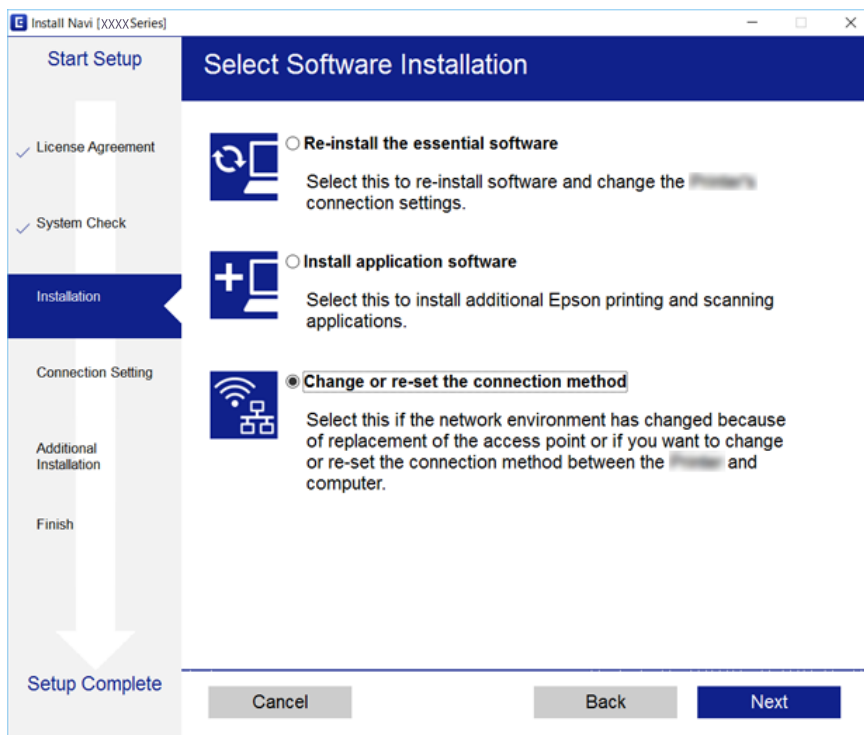 E Install Navi [XXXX Series]
Start Setup
License Agreement
System Check
Installation
Connection Setting
Additional
Installation
Finish
Setup Complete
Select Software Installation
Re-install the essential software
Select this to re-install software and change the
connection settings.
Install application software
Select this to install additional Epson printing and scanning
applications.
Change or re-set the connection method
Select this if the network environment has changed because
of replacement of the access point or if you want to change
or re-set the connection method between the and
computer.
Cancel
Back
Next